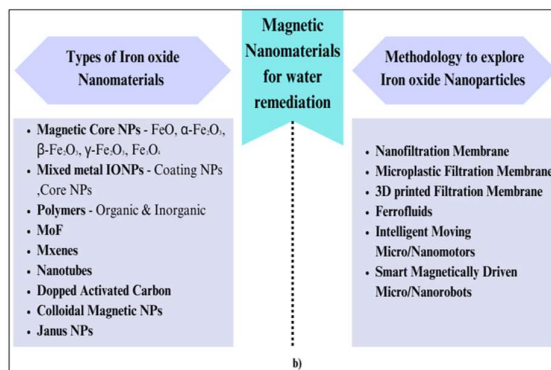 Types of Iron oxide
Nanomaterials
Magnetic
Nanomaterials
for water
remediation
Methodology to explore
Iron oxide Nanoparticles
• Magnetic Core NPs - FeO, α-Fe₂O₃,
β-Fe₂O₃, γ-Fe₂O₃, Fe₃O₄
• Mixed metal IONPs - Coating NPs
,Core NPs
• Polymers - Organic & Inorganic
• MoF
• Mxenes
• Nanotubes
• Dopped Activated Carbon
• Colloidal Magnetic NPs
• Janus NPs
• Nanofiltration Membrane
• Microplastic Filtration Membrane
• 3D printed Filtration Membrane
• Ferrofluids
• Intelligent Moving
Micro/Nanomotors
• Smart Magnetically Driven
Micro/Nanorobots
b)